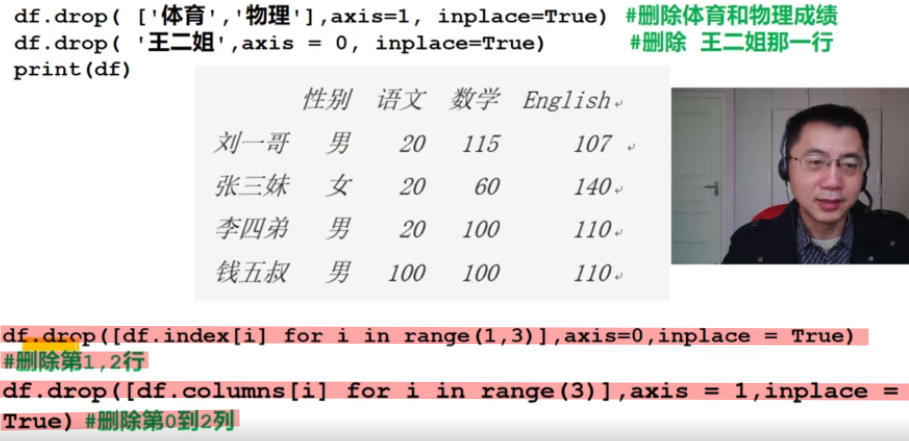 df.drop( ['体育','物理'],axis=1, inplace=True) #删除体育和物理成绩
df.drop( '王二姐',axis = 0, inplace=True) #删除 王二姐那一行
print(df)
性别 语文 数学 English
刘一哥 男 20 115 107
张三妹 女 20 60 140
李四弟 男 20 100 110
钱五叔 男 100 100 110
df.drop([df.index[i] for i in range(1,3)],axis=0,inplace = True)
#删除第1,2行
df.drop([df.columns[i] for i in range(3)],axis = 1,inplace =
True) #删除第0到2列